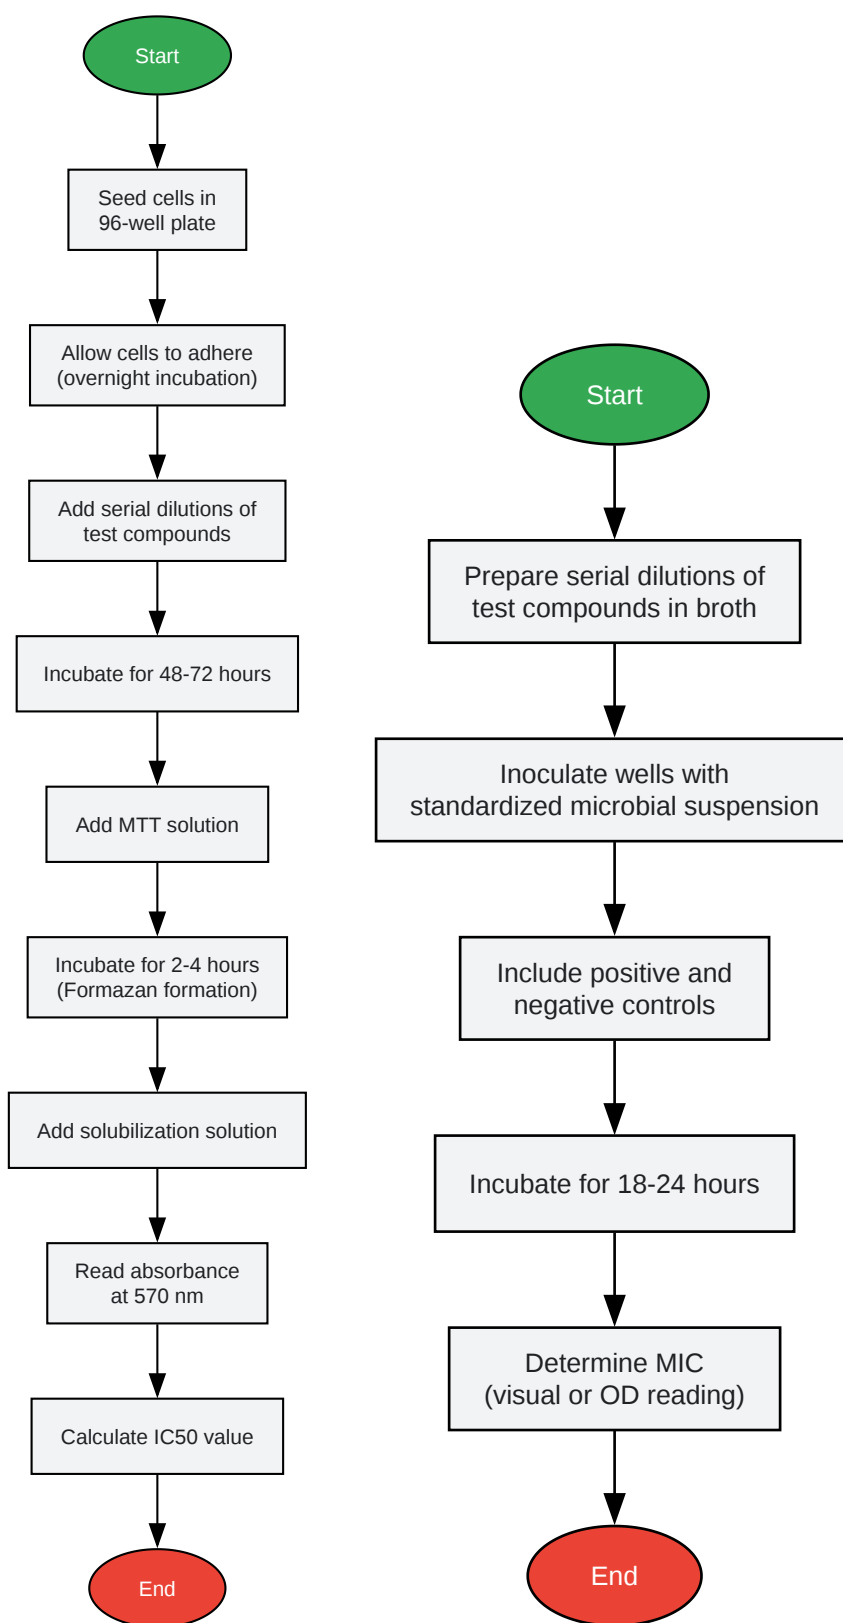 Start
Seed cells in
96-well plate
Allow cells to adhere
(overnight incubation)
Add serial dilutions of
test compounds
Incubate for 48-72 hours
Add MTT solution
Incubate for 2-4 hours
(Formazan formation)
Add solubilization solution
Read absorbance
at 570 nm
Calculate IC50 value
End
Start
Prepare serial dilutions of
test compounds in broth
Inoculate wells with
standardized microbial suspension
Include positive and
negative controls
Incubate for 18-24 hours
Determine MIC
(visual or OD reading)
End